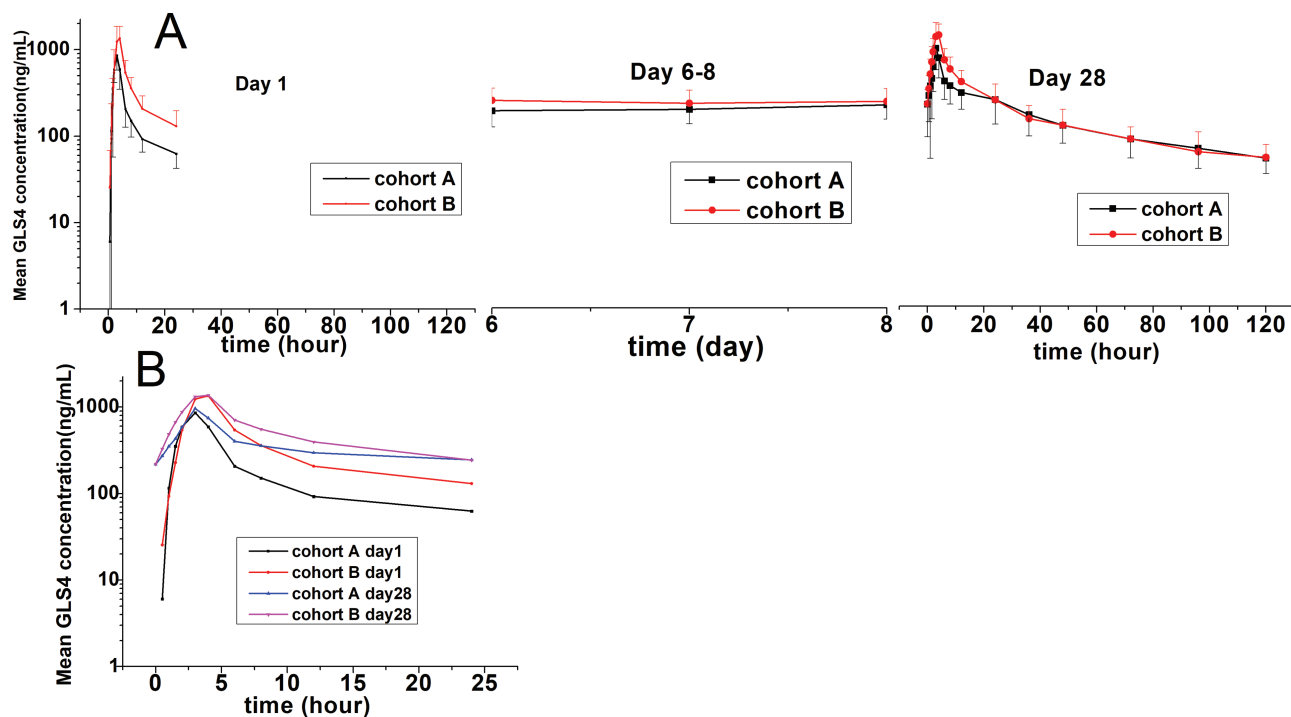 A
Mean GLS4 concentration(ng/mL)
1000
100
10
1
Day 1
cohort A
cohort B
0 20 40 60 80 100 120
time (hour)
Day 6-8
cohort A
cohort B
6 7 8
time (day)
Day 28
cohort A
cohort B
0 20 40 60 80 100 120
time (hour)
B
Mean GLS4 concentration(ng/mL)
1000
100
10
1
cohort A day1
cohort B day1
cohort A day28
cohort B day28
0 5 10 15 20 25
time (hour)